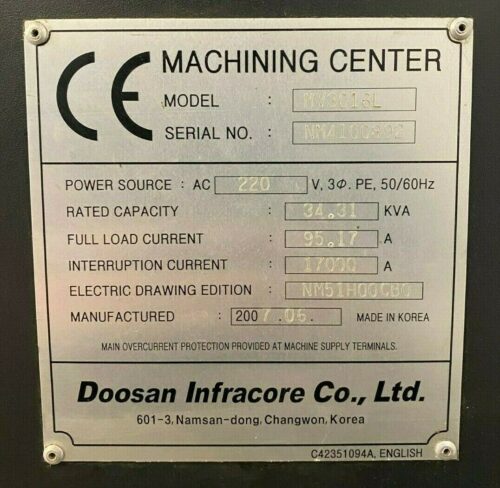 CE MACHINING CENTER
MODEL : MV3016L
SERIAL NO. :
POWER SOURCE : AC 220 V, 3Φ. PE, 50/60Hz
RATED CAPACITY : 34.31 KVA
FULL LOAD CURRENT : 95.17 A
INTERRUPTION CURRENT : 17000 A
ELECTRIC DRAWING EDITION :
MANUFACTURED : 2007.06. MADE IN KOREA
MAIN OVERCURRENT PROTECTION PROVIDED AT MACHINE SUPPLY TERMINALS.
Doosan Infracore Co., Ltd.
601-3, Namsan-dong, Changwon, Korea
C42351094A, ENGLISH